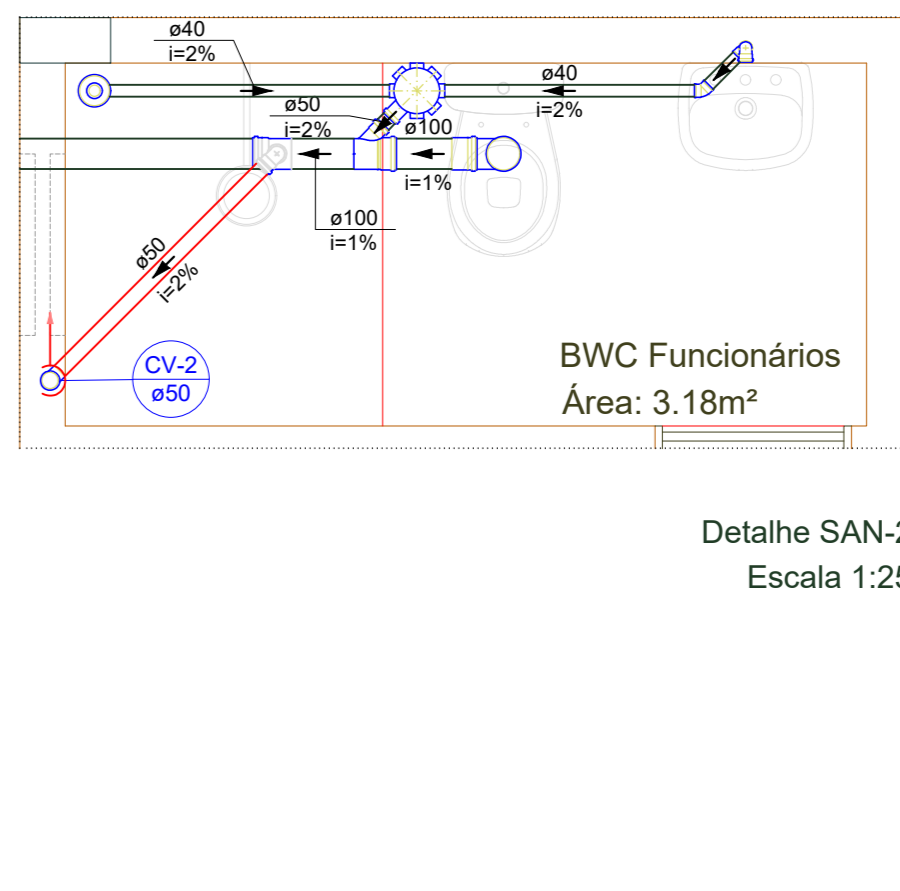 ø40
i=2%
ø50
i=2%
ø100
i=1%
ø40
i=2%
ø100
i=1%
ø50
i=2%
CV-2
ø50
BWC Funcionários
Área: 3.18m²
Detalhe SAN-2
Escala 1:25